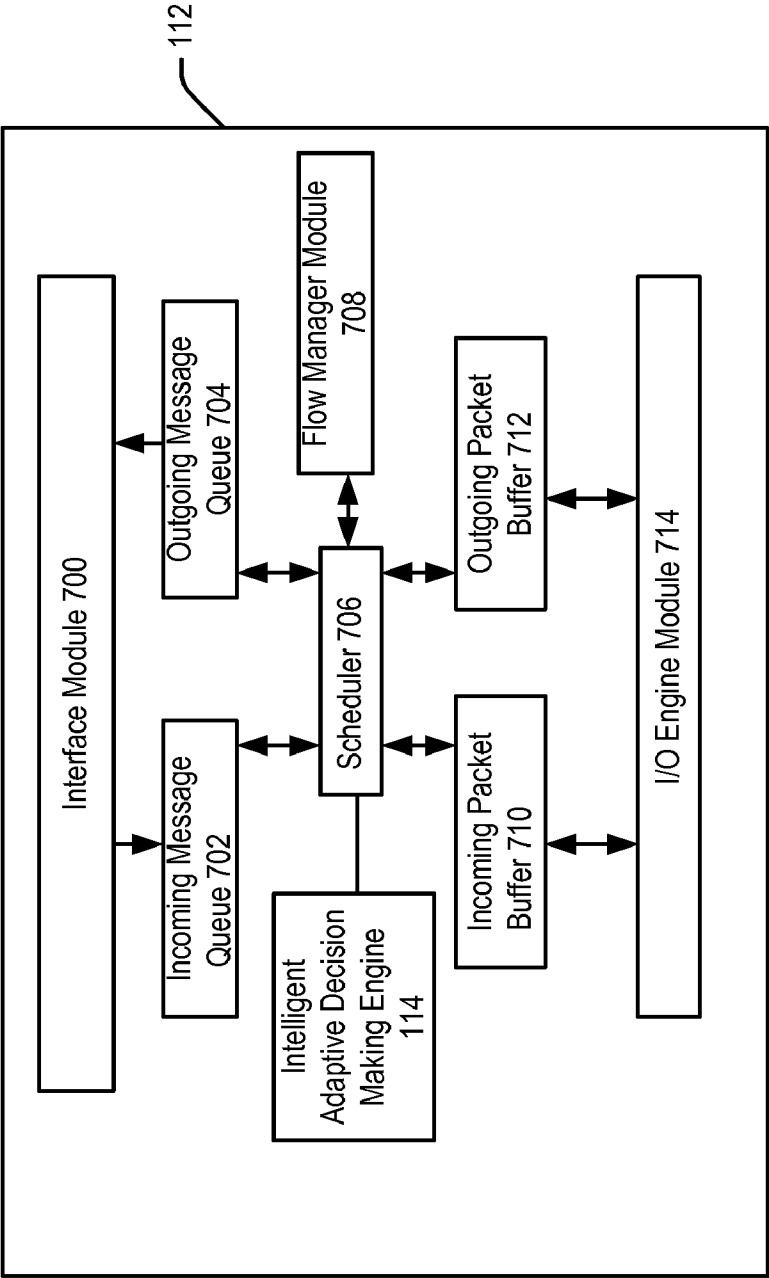 112
Interface Module 700
Incoming Message
Queue 702
Outgoing Message
Queue 704
Intelligent
Adaptive Decision
Making Engine
114
Scheduler 706
Flow Manager Module
708
Incoming Packet
Buffer 710
Outgoing Packet
Buffer 712
I/O Engine Module 714